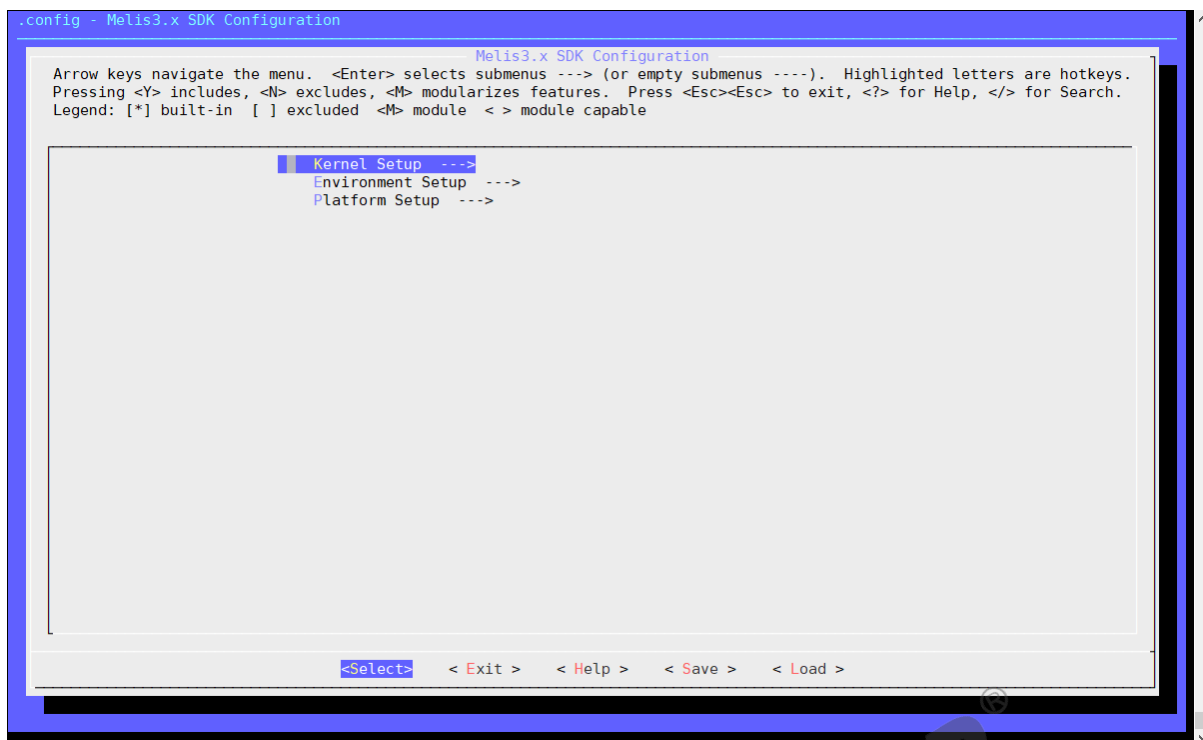 .config - Melis3.x SDK Configuration
Melis3.x SDK Configuration
Arrow keys navigate the menu.  <Enter> selects submenus ---> (or empty submenus ----).  Highlighted letters are hotkeys.
Pressing <Y> includes, <N> excludes, <M> modularizes features.  Press <Esc><Esc> to exit, <?> for Help, </> for Search.
Legend: [*] built-in  [ ] excluded  <M> module  < > module capable
Kernel Setup  --->
Environment Setup  --->
Platform Setup  --->
<Select>    < Exit >    < Help >    < Save >    < Load >
®